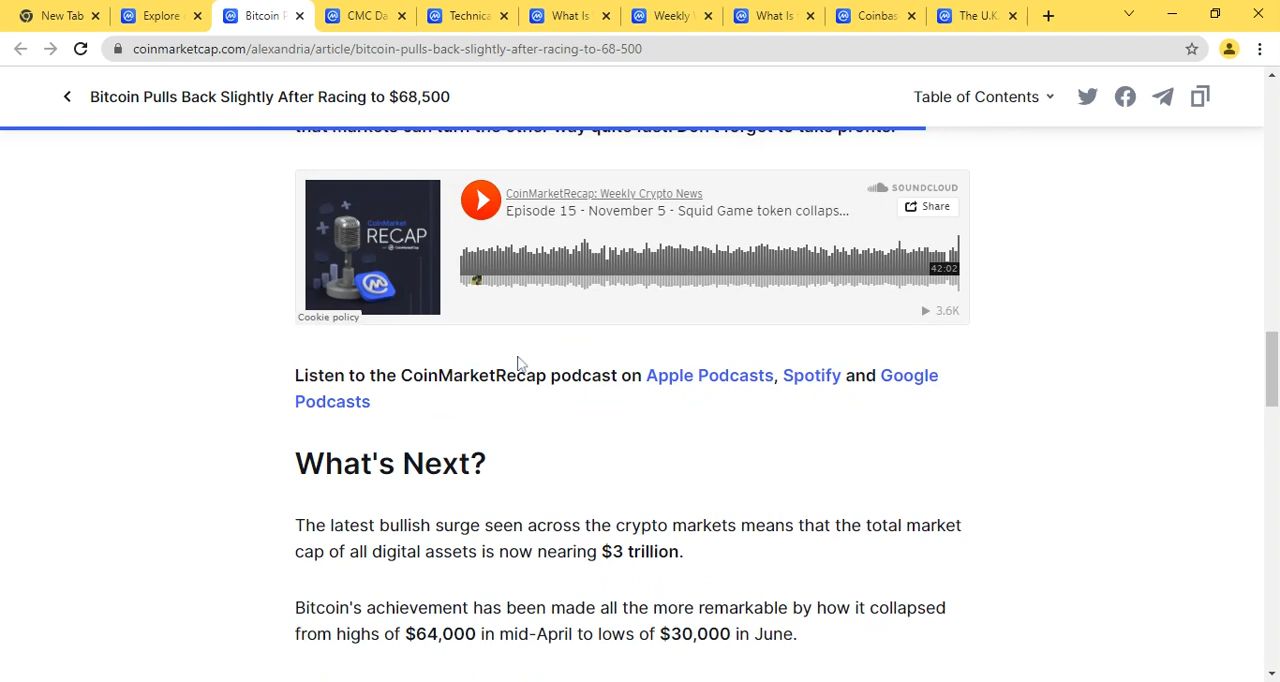 New Tab
Explore
Bitcoin P
CMC Da
Technica
What Is
Weekly
What Is
Coinbas
The U.K.
coinmarketcap.com/alexandria/article/bitcoin-pulls-back-slightly-after-racing-to-68-500
Bitcoin Pulls Back Slightly After Racing to $68,500
Table of Contents
that markets can turn the other way quite fast. Don't forget to take profits.
CoinMarket
RECAP
CoinMarketCap
CoinMarketRecap: Weekly Crypto News
Episode 15 - November 5 - Squid Game token collaps...
SOUNDCLOUD
Share
42:02
3.6K
Cookie policy
Listen to the CoinMarketRecap podcast on Apple Podcasts, Spotify and Google
Podcasts
What's Next?
The latest bullish surge seen across the crypto markets means that the total market
cap of all digital assets is now nearing $3 trillion.
Bitcoin's achievement has been made all the more remarkable by how it collapsed
from highs of $64,000 in mid-April to lows of $30,000 in June.